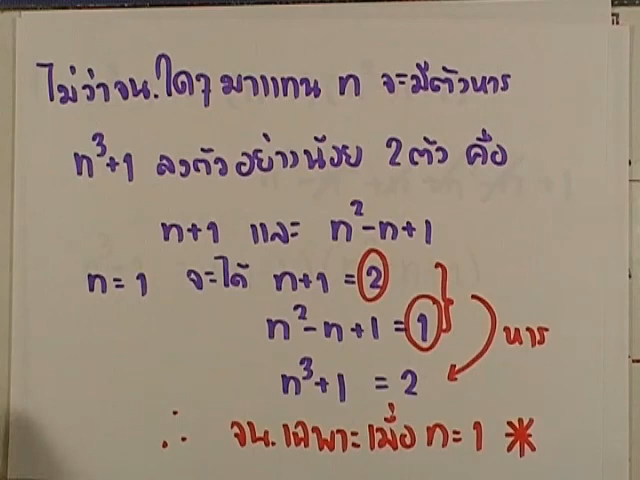 ไม่ว่าจน.ใดๆ มาแทน n จะมีตัวหาร
n³+1 ลงตัวอย่างน้อย 2 ตัว คือ
n+1 และ n²-n+1
n=1 จะได้ n+1 = 2
n²-n+1 = 1
หาร
n³+1 = 2
∴ จน.เฉพาะเมื่อ n=1 *